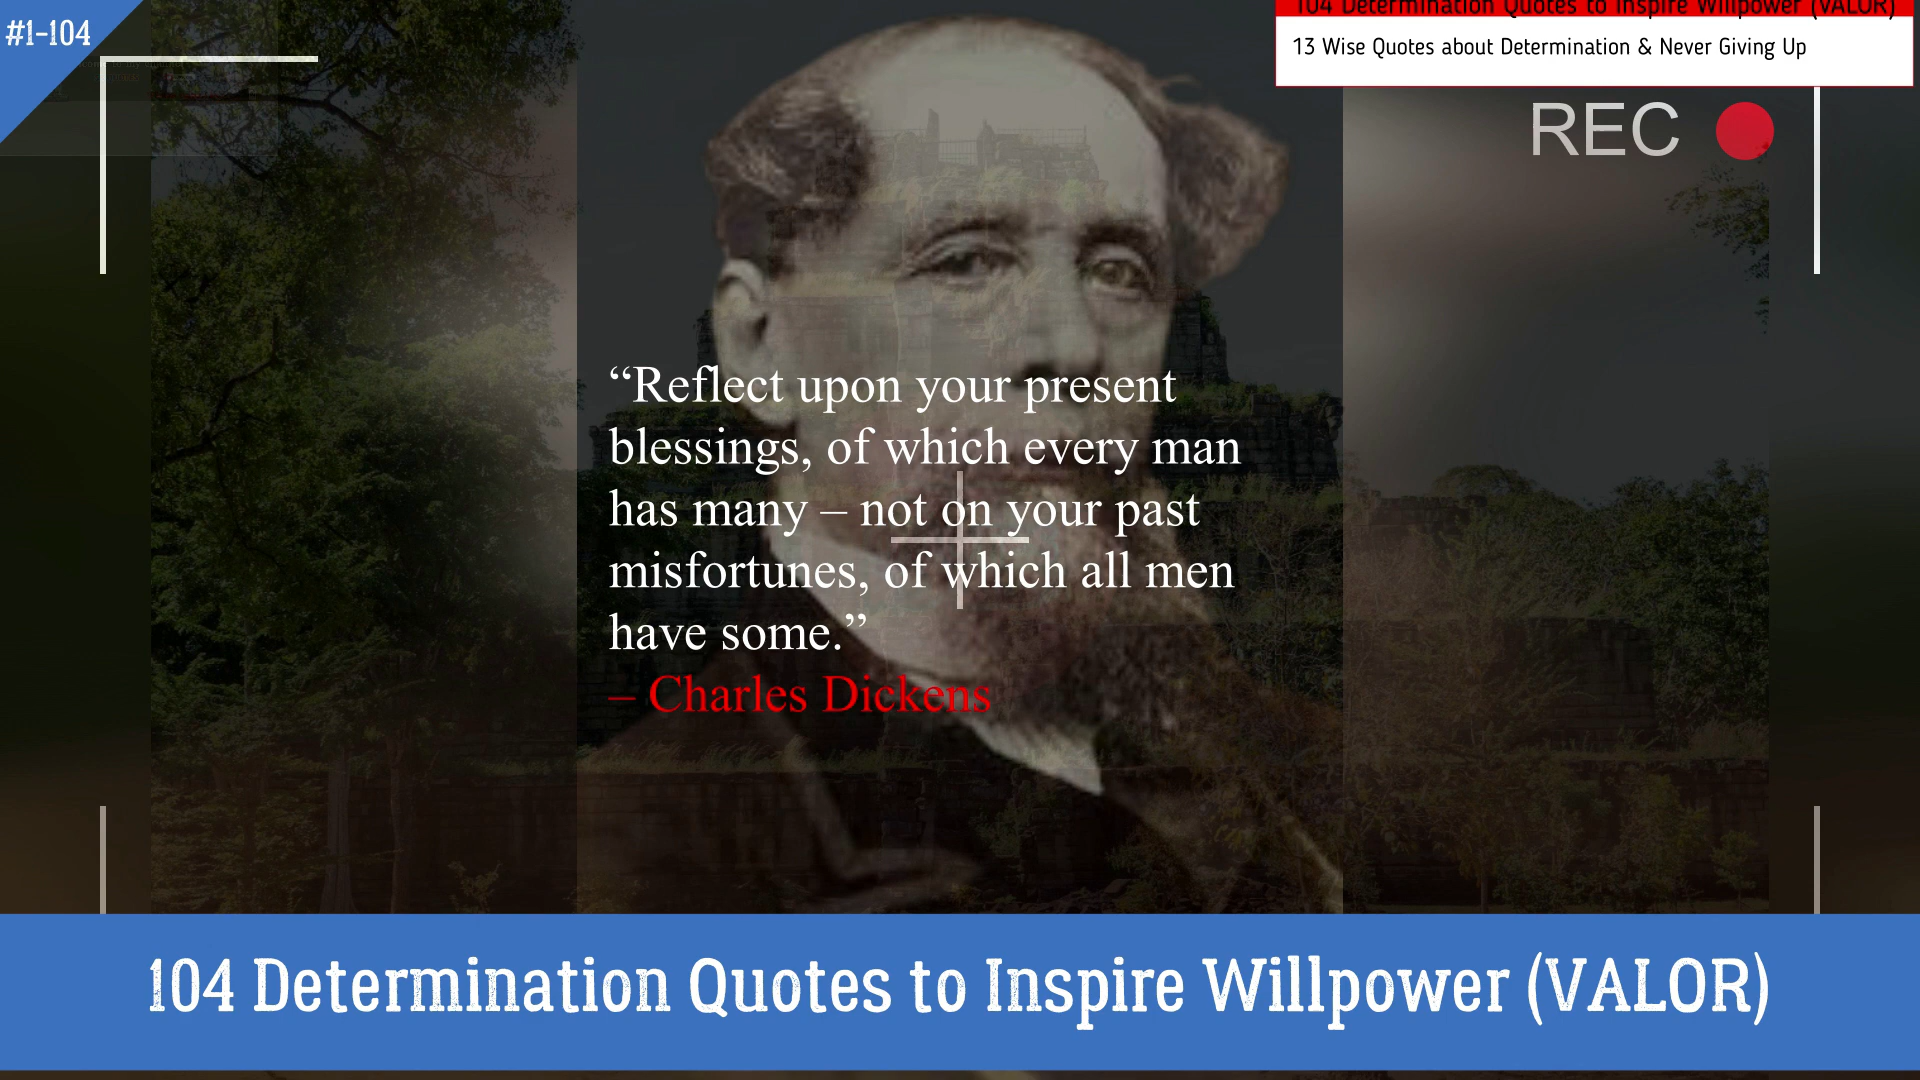 #1-104
104 Determination Quotes to Inspire Willpower (VALOR)
13 Wise Quotes about Determination & Never Giving Up
REC
“Reflect upon your present
blessings, of which every man
has many – not on your past
misfortunes, of which all men
have some.”
– Charles Dickens
104 Determination Quotes to Inspire Willpower (VALOR)